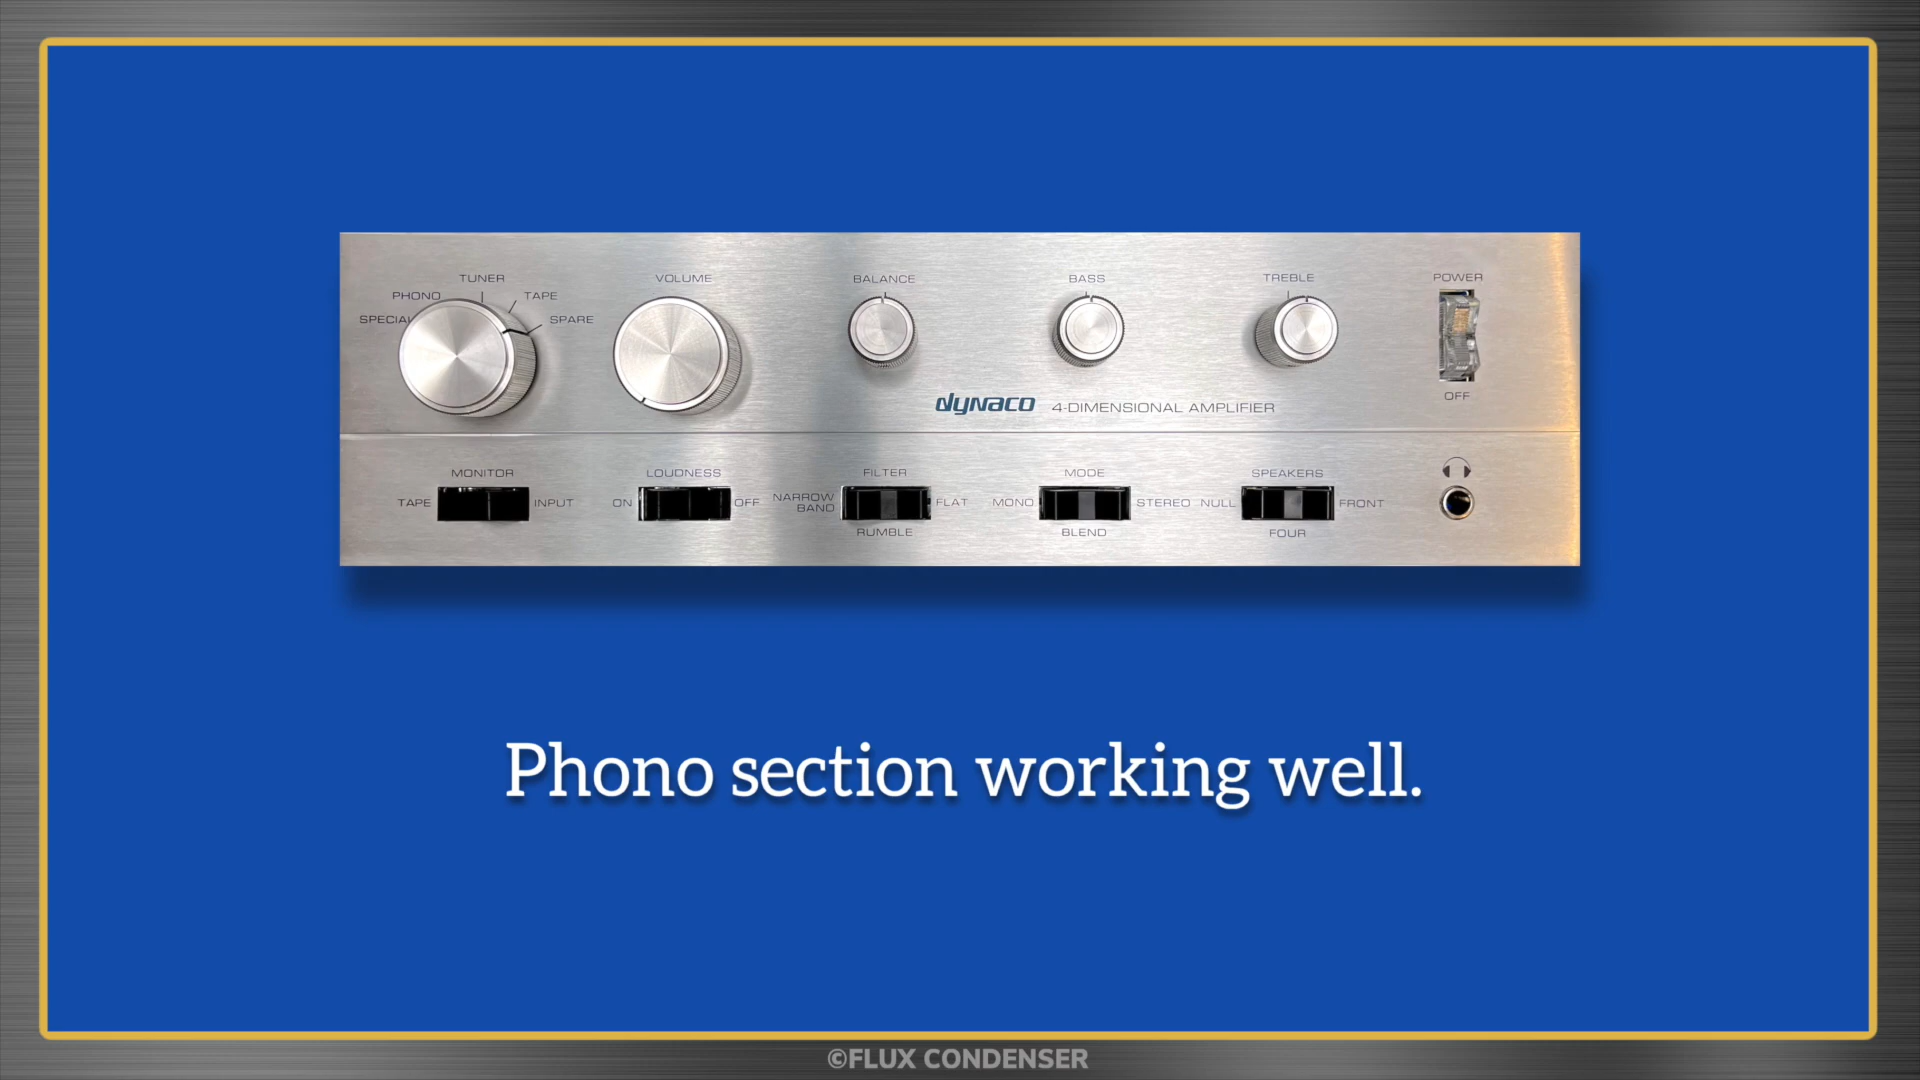 TUNER
PHONO
TAPE
SPECIAL
SPARE
VOLUME
BALANCE
BASS
TREBLE
POWER
OFF
dynaco 4-DIMENSIONAL AMPLIFIER
MONITOR
TAPE INPUT
LOUDNESS
ON OFF
FILTER
NARROW BAND
FLAT
RUMBLE
MODE
MONO STEREO
BLEND
SPEAKERS
NULL FRONT
FOUR
Phono section working well.
©FLUX CONDENSER